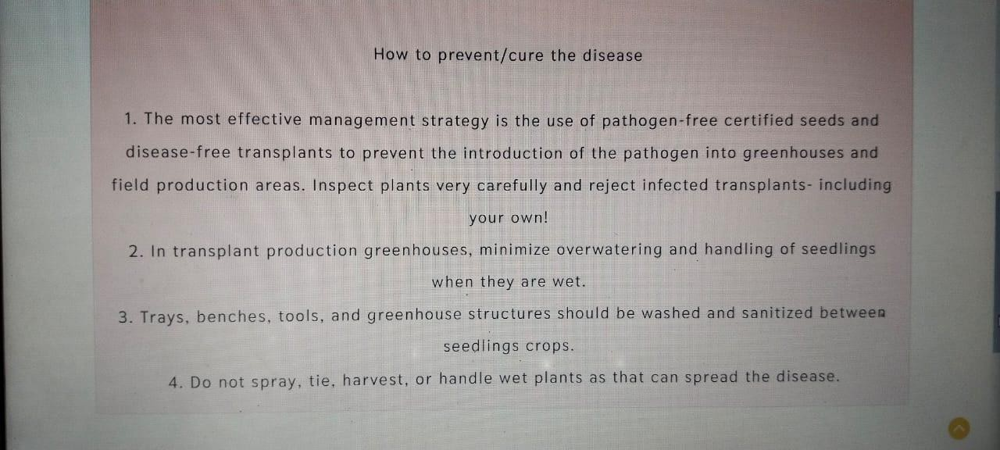 How to prevent/cure the disease
1. The most effective management strategy is the use of pathogen-free certified seeds and
disease-free transplants to prevent the introduction of the pathogen into greenhouses and
field production areas. Inspect plants very carefully and reject infected transplants- including
your own!
2. In transplant production greenhouses, minimize overwatering and handling of seedlings
when they are wet.
3. Trays, benches, tools, and greenhouse structures should be washed and sanitized between
seedlings crops.
4. Do not spray, tie, harvest, or handle wet plants as that can spread the disease.